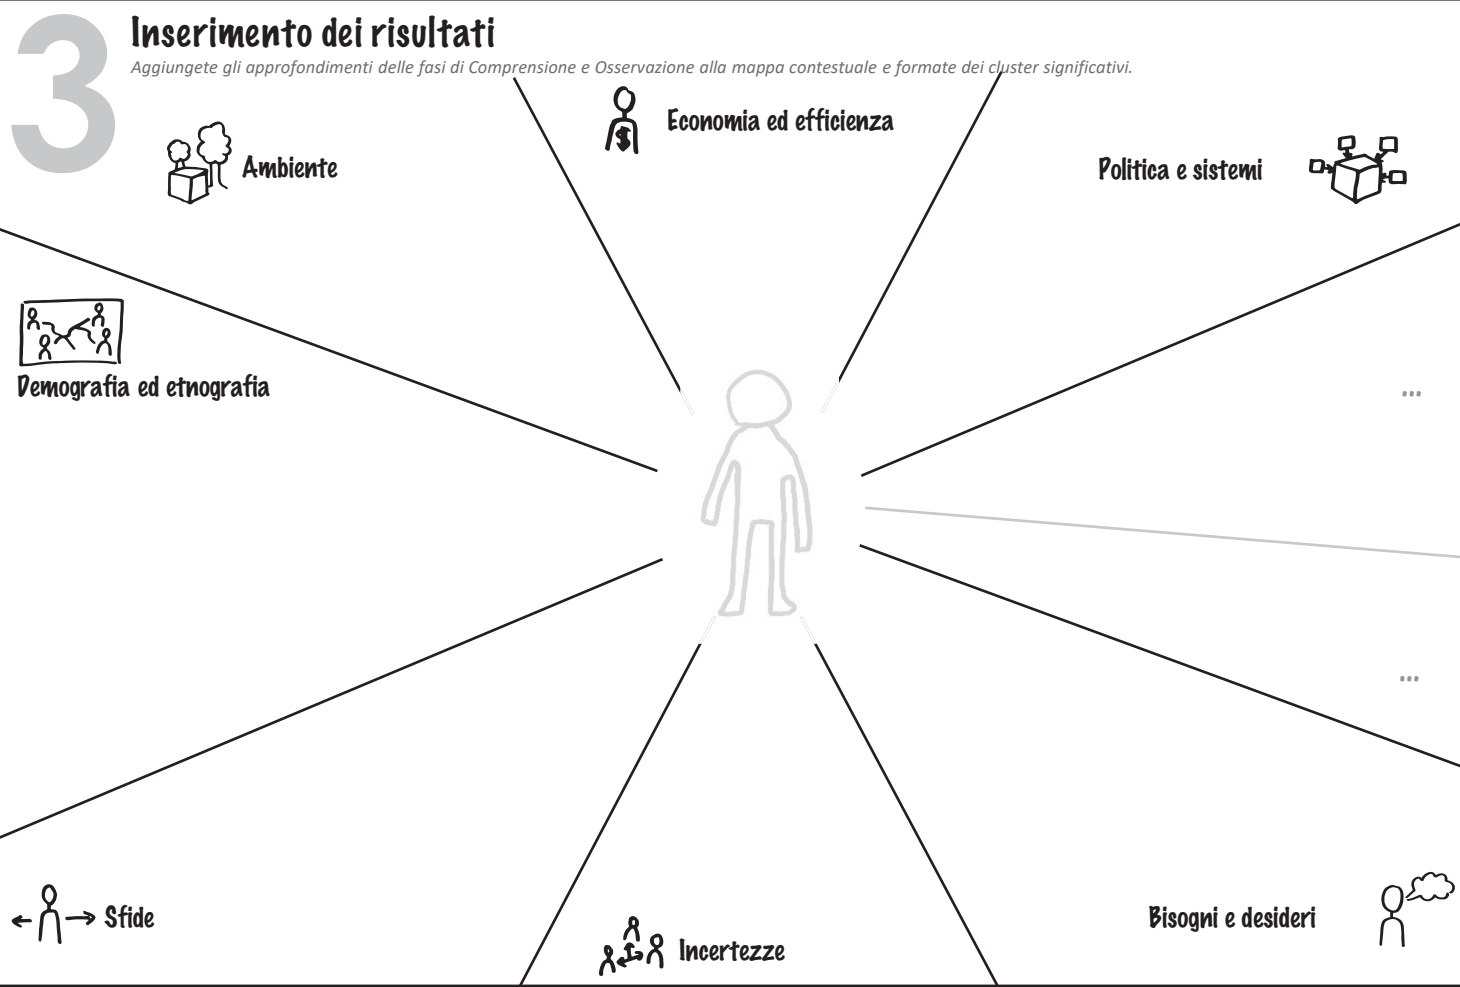 3
Inserimento dei risultati
Aggiungete gli approfondimenti delle fasi di Comprensione e Osservazione alla mappa contestuale e formate dei cluster significativi.
Economia ed efficienza
$
Ambiente
Politica e sistemi
Demografia ed etnografia
...
...
Sfide
Bisogni e desideri
Incertezze